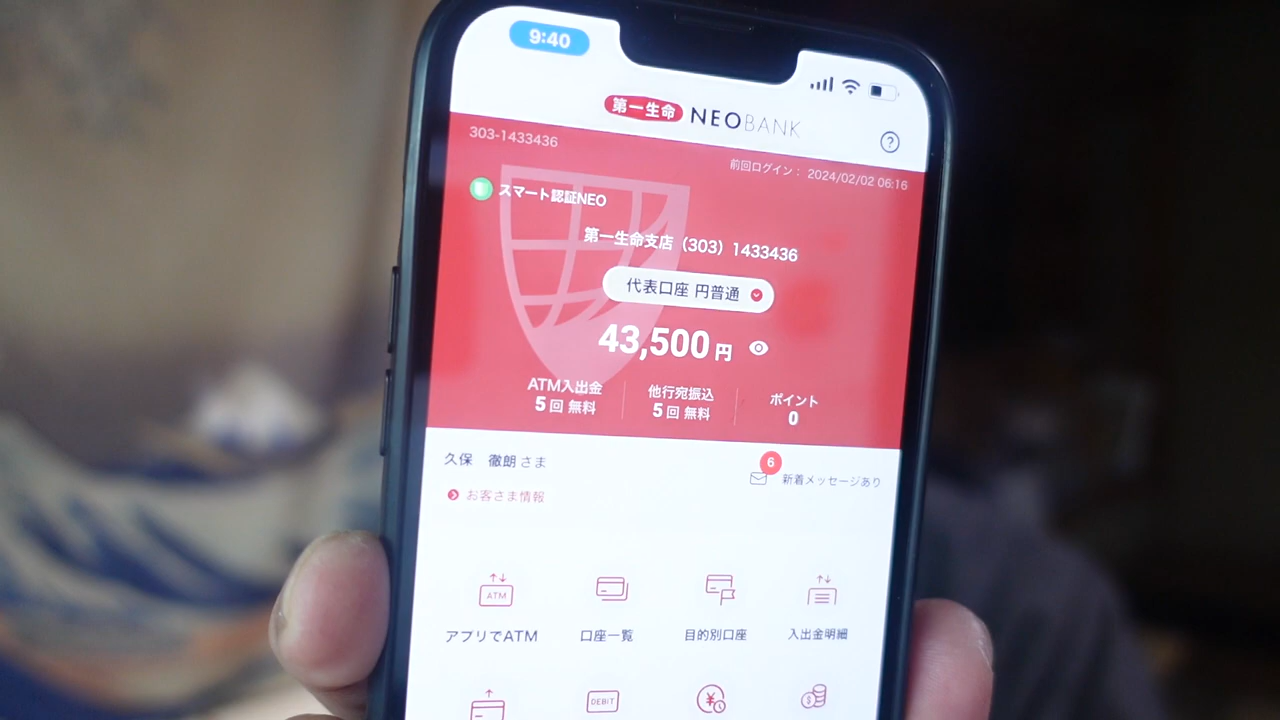 9:40
第一生命 NEOBANK
?
303-1433436
前回ログイン： 2024/02/02 06:16
スマート認証NEO
第一生命支店（303）1433436
代表口座 円普通
43,500 円
ATM入出金 他行宛振込 ポイント
5 回 無料 5 回 無料 0
久保 徹朗 さま
6
新着メッセージあり
お客さま情報
ATM
アプリでATM 口座一覧 目的別口座 入出金明細
DEBIT ¥ $